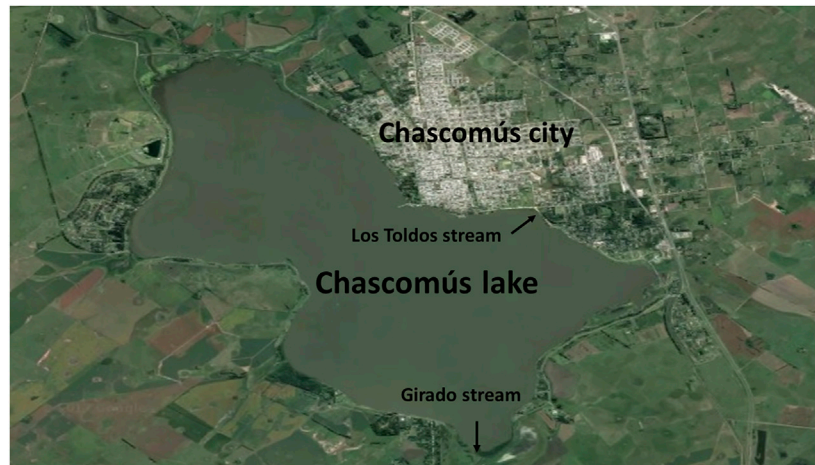 Chascomús city
Los Toldos stream
Chascomús lake
Girado stream